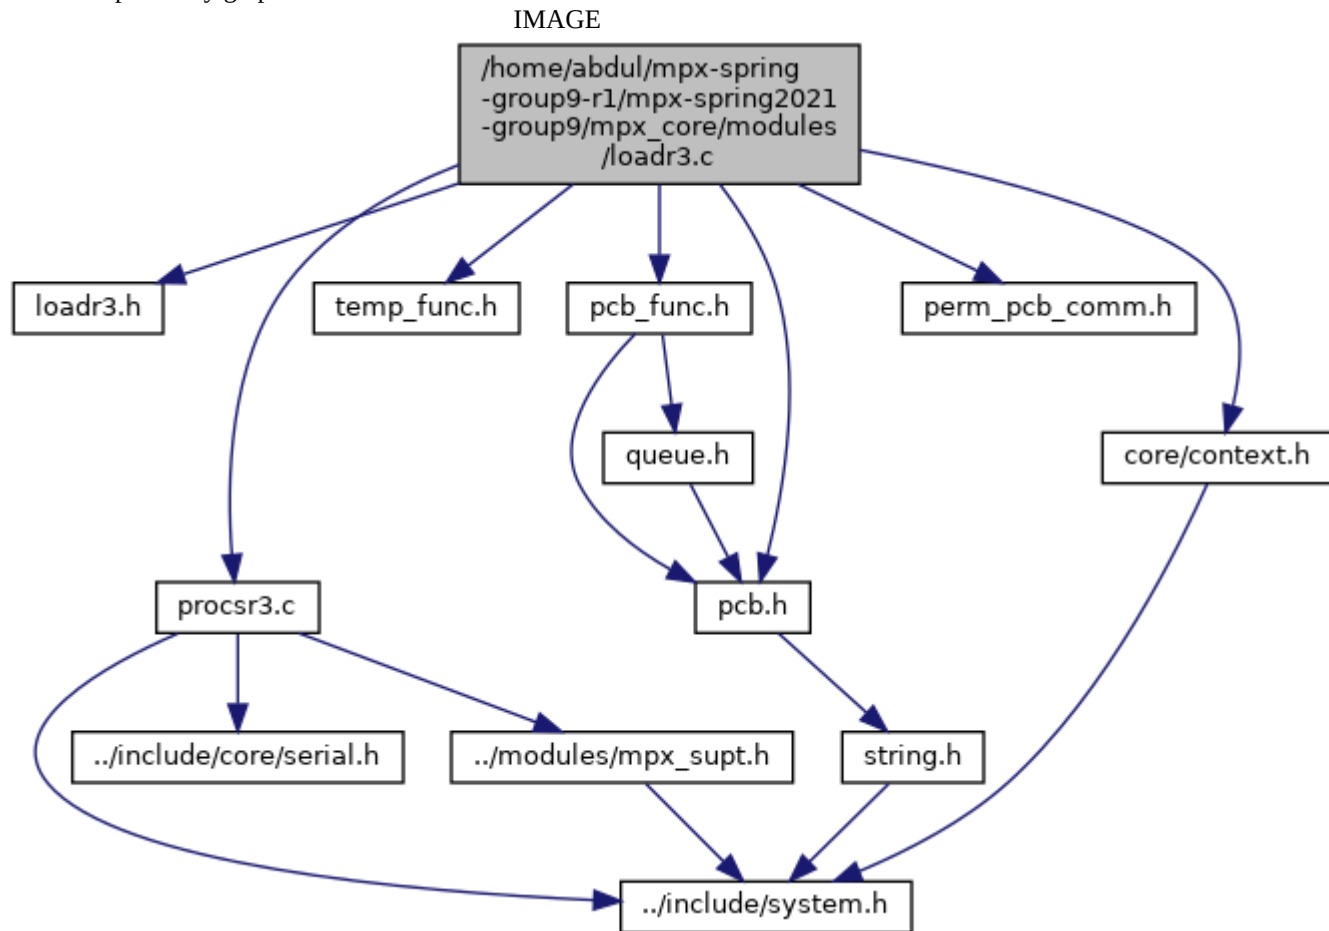 IMAGE
/home/abdul/mpx-spring
-group9-r1/mpx-spring2021
-group9/mpx_core/modules
/loadr3.c
loadr3.h
temp_func.h
pcb_func.h
perm_pcb_comm.h
queue.h
core/context.h
procsr3.c
pcb.h
../include/core/serial.h
../modules/mpx_supt.h
string.h
../include/system.h